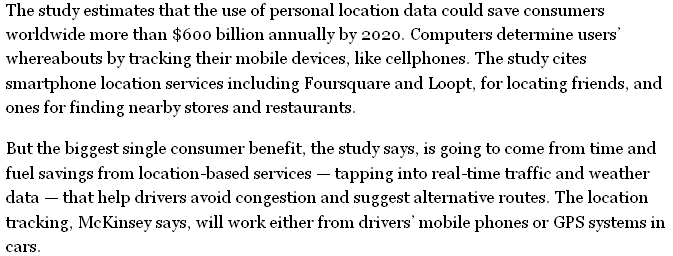 The study estimates that the use of personal location data could save consumers
worldwide more than $600 billion annually by 2020. Computers determine users’
whereabouts by tracking their mobile devices, like cellphones. The study cites
smartphone location services including Foursquare and Loopt, for locating friends, and
ones for finding nearby stores and restaurants.
But the biggest single consumer benefit, the study says, is going to come from time and
fuel savings from location-based services — tapping into real-time traffic and weather
data — that help drivers avoid congestion and suggest alternative routes. The location
tracking, McKinsey says, will work either from drivers’ mobile phones or GPS systems in
cars.